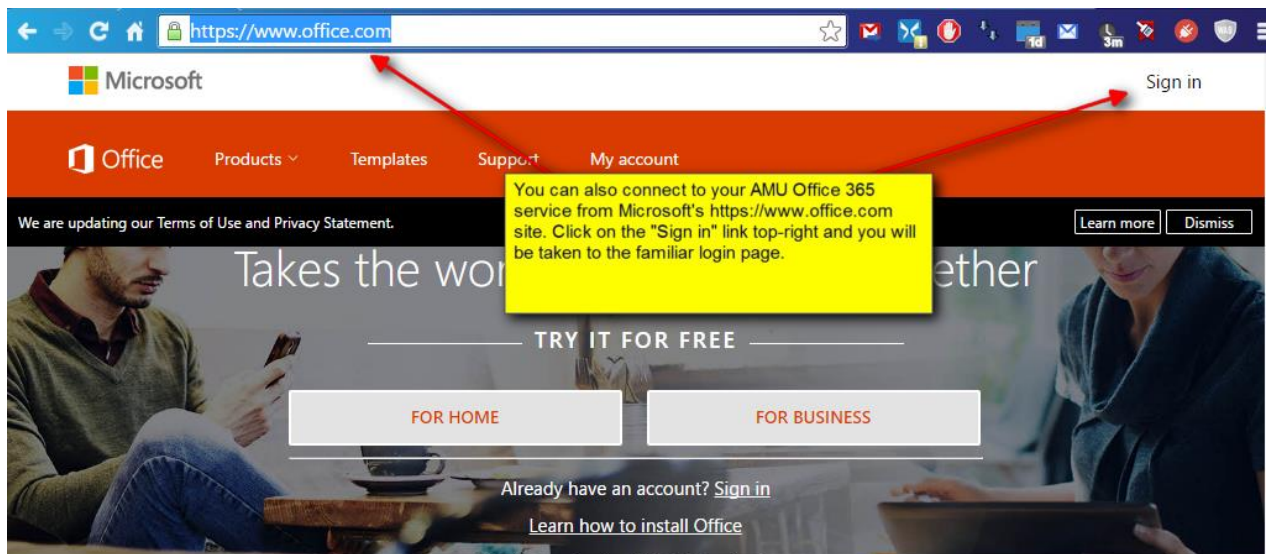 https://www.office.com
1d
3m
Microsoft
Sign in
Office Products Templates Support My account
You can also connect to your AMU Office 365
service from Microsoft's https://www.office.com
site. Click on the "Sign in" link top-right and you will
be taken to the familiar login page.
We are updating our Terms of Use and Privacy Statement.
Learn more Dismiss
Takes the wor ether
TRY IT FOR FREE
FOR HOME FOR BUSINESS
Already have an account? Sign in
Learn how to install Office